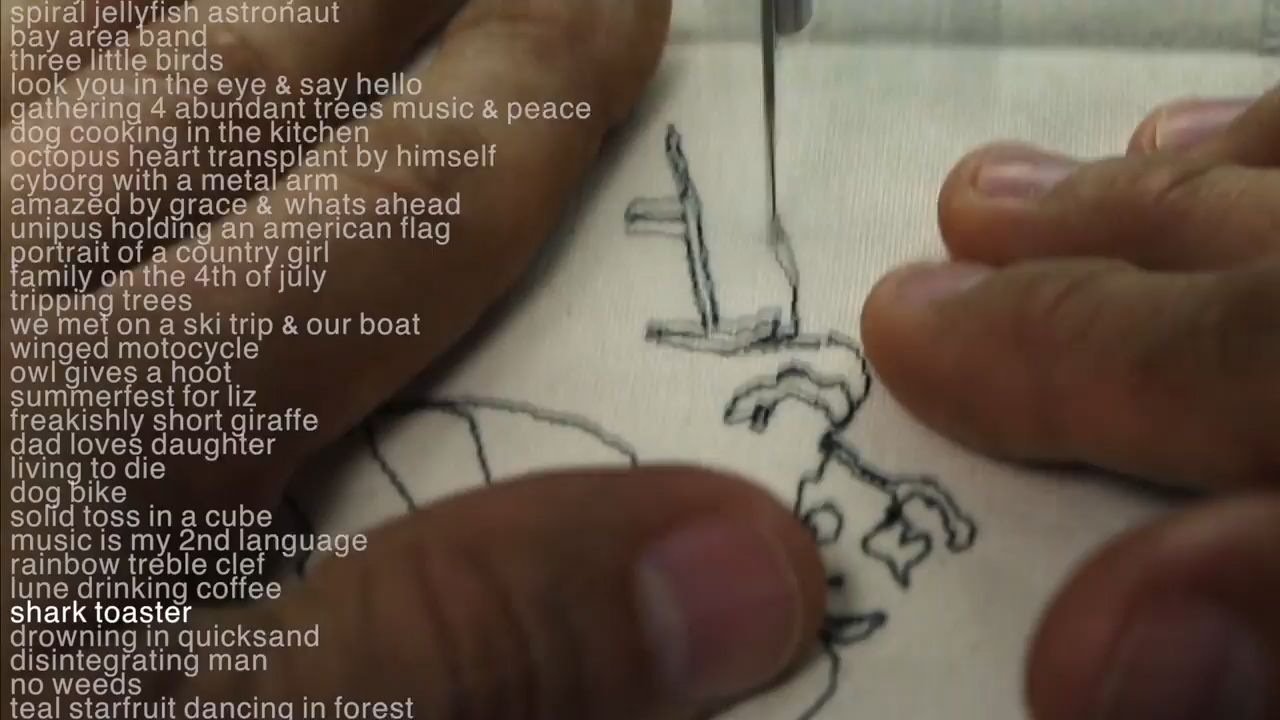 spiral jellyfish astronaut
bay area band
three little birds
look you in the eye & say hello
gathering 4 abundant trees music & peace
dog cooking in the kitchen
octopus heart transplant by himself
cyborg with a metal arm
amazed by grace & whats ahead
unipus holding an american flag
portrait of a country girl
family on the 4th of july
tripping trees
we met on a ski trip & our boat
winged motocycle
owl gives a hoot
summerfest for liz
freakishly short giraffe
dad loves daughter
living to die
dog bike
solid toss in a cube
music is my 2nd language
rainbow treble clef
lune drinking coffee
shark toaster
drowning in quicksand
disintegrating man
no weeds
teal starfruit dancing in forest